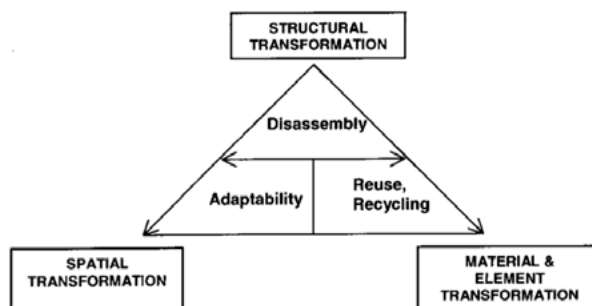 STRUCTURAL
TRANSFORMATION
Disassembly
Adaptability
Reuse,
Recycling
SPATIAL
TRANSFORMATION
MATERIAL &
ELEMENT
TRANSFORMATION